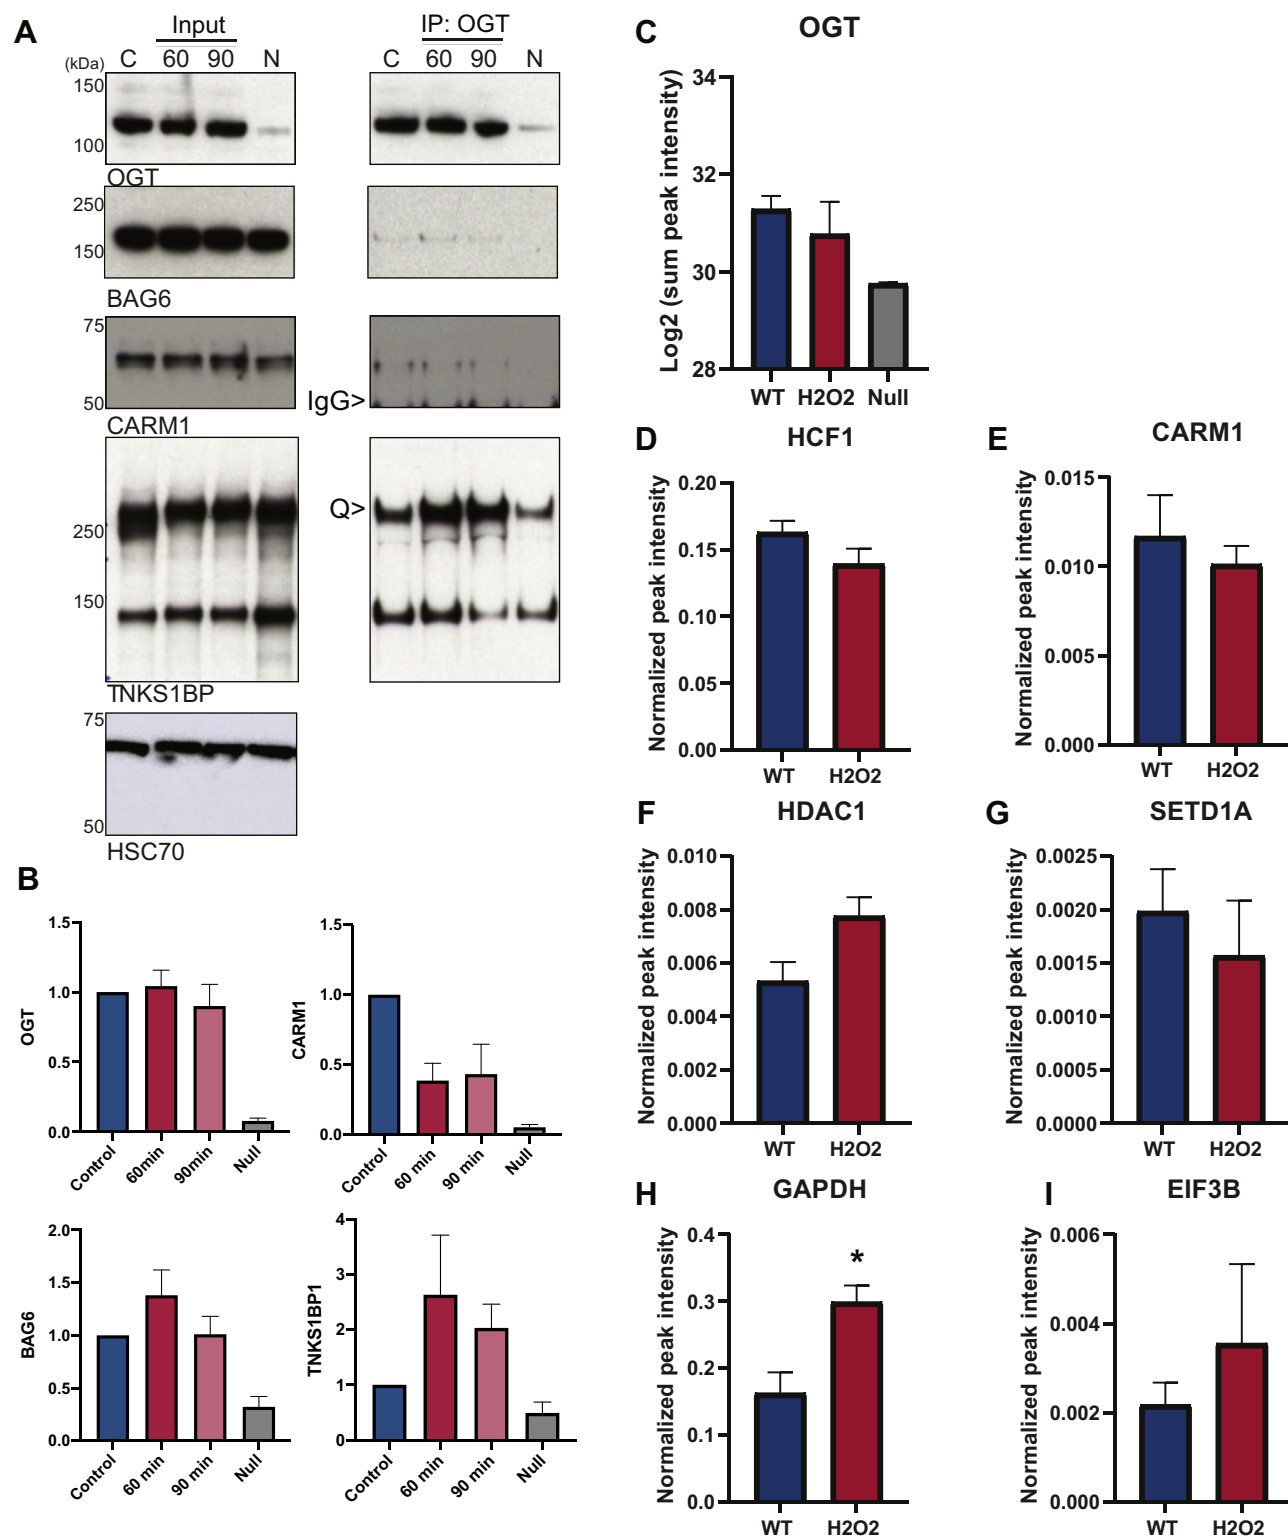 A
Input
IP: OGT
(kDa)
C 60 90 N
C 60 90 N
150
100
OGT
250
150
BAG6
75
50
IgG>
CARM1
Q>
250
150
TNKS1BP
75
50
HSC70
B
OGT
1.5
1.0
0.5
0.0
Control
60min
90min
Null
CARM1
1.5
1.0
0.5
0.0
Control
60 min
90 min
Null
BAG6
2.0
1.5
1.0
0.5
0.0
Control
60 min
90 min
Null
TNKS1BP1
4
3
2
1
0
Control
60 min
90 min
Null
C
OGT
Log2 (sum peak intensity)
34
32
30
28
WT H2O2 Null
D
HCF1
Normalized peak intensity
0.20
0.15
0.10
0.05
0.00
WT H2O2
E
CARM1
Normalized peak intensity
0.015
0.010
0.005
0.000
WT H2O2
F
HDAC1
Normalized peak intensity
0.010
0.008
0.006
0.004
0.002
0.000
WT H2O2
G
SETD1A
Normalized peak intensity
0.0025
0.0020
0.0015
0.0010
0.0005
0.0000
WT H2O2
H
GAPDH
Normalized peak intensity
0.4
0.3
0.2
0.1
0.0
*
WT H2O2
I
EIF3B
Normalized peak intensity
0.006
0.004
0.002
0.000
WT H2O2